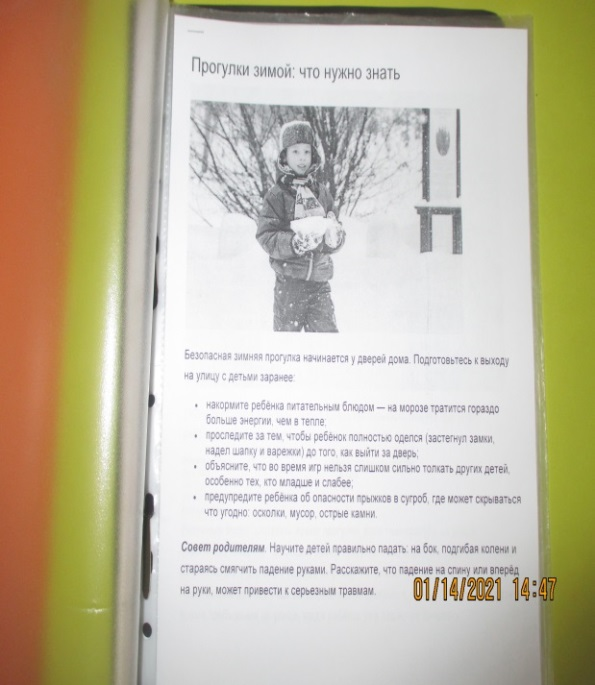 Прогулки зимой: что нужно знать
Безопасная зимняя прогулка начинается у дверей дома. Подготовьтесь к выходу
на улицу с детьми заранее:
• накормите ребёнка питательным блюдом — на морозе тратится гораздо
больше энергии, чем в тепле;
• проследите за тем, чтобы ребёнок полностью оделся (застегнул замки,
надел шапку и варежки) до того, как выйти за дверь;
• объясните, что во время игр нельзя слишком сильно толкать других детей,
особенно тех, кто младше и слабее;
• предупредите ребёнка об опасности прыжков в сугроб, где может скрываться
что угодно: осколки, мусор, острые камни.
Совет родителям. Научите детей правильно падать: на бок, подгибая колени и
стараясь смягчить падение руками. Расскажите, что падение на спину или вперёд
на руки, может привести к серьезным травмам.
01/14/2021 14:47